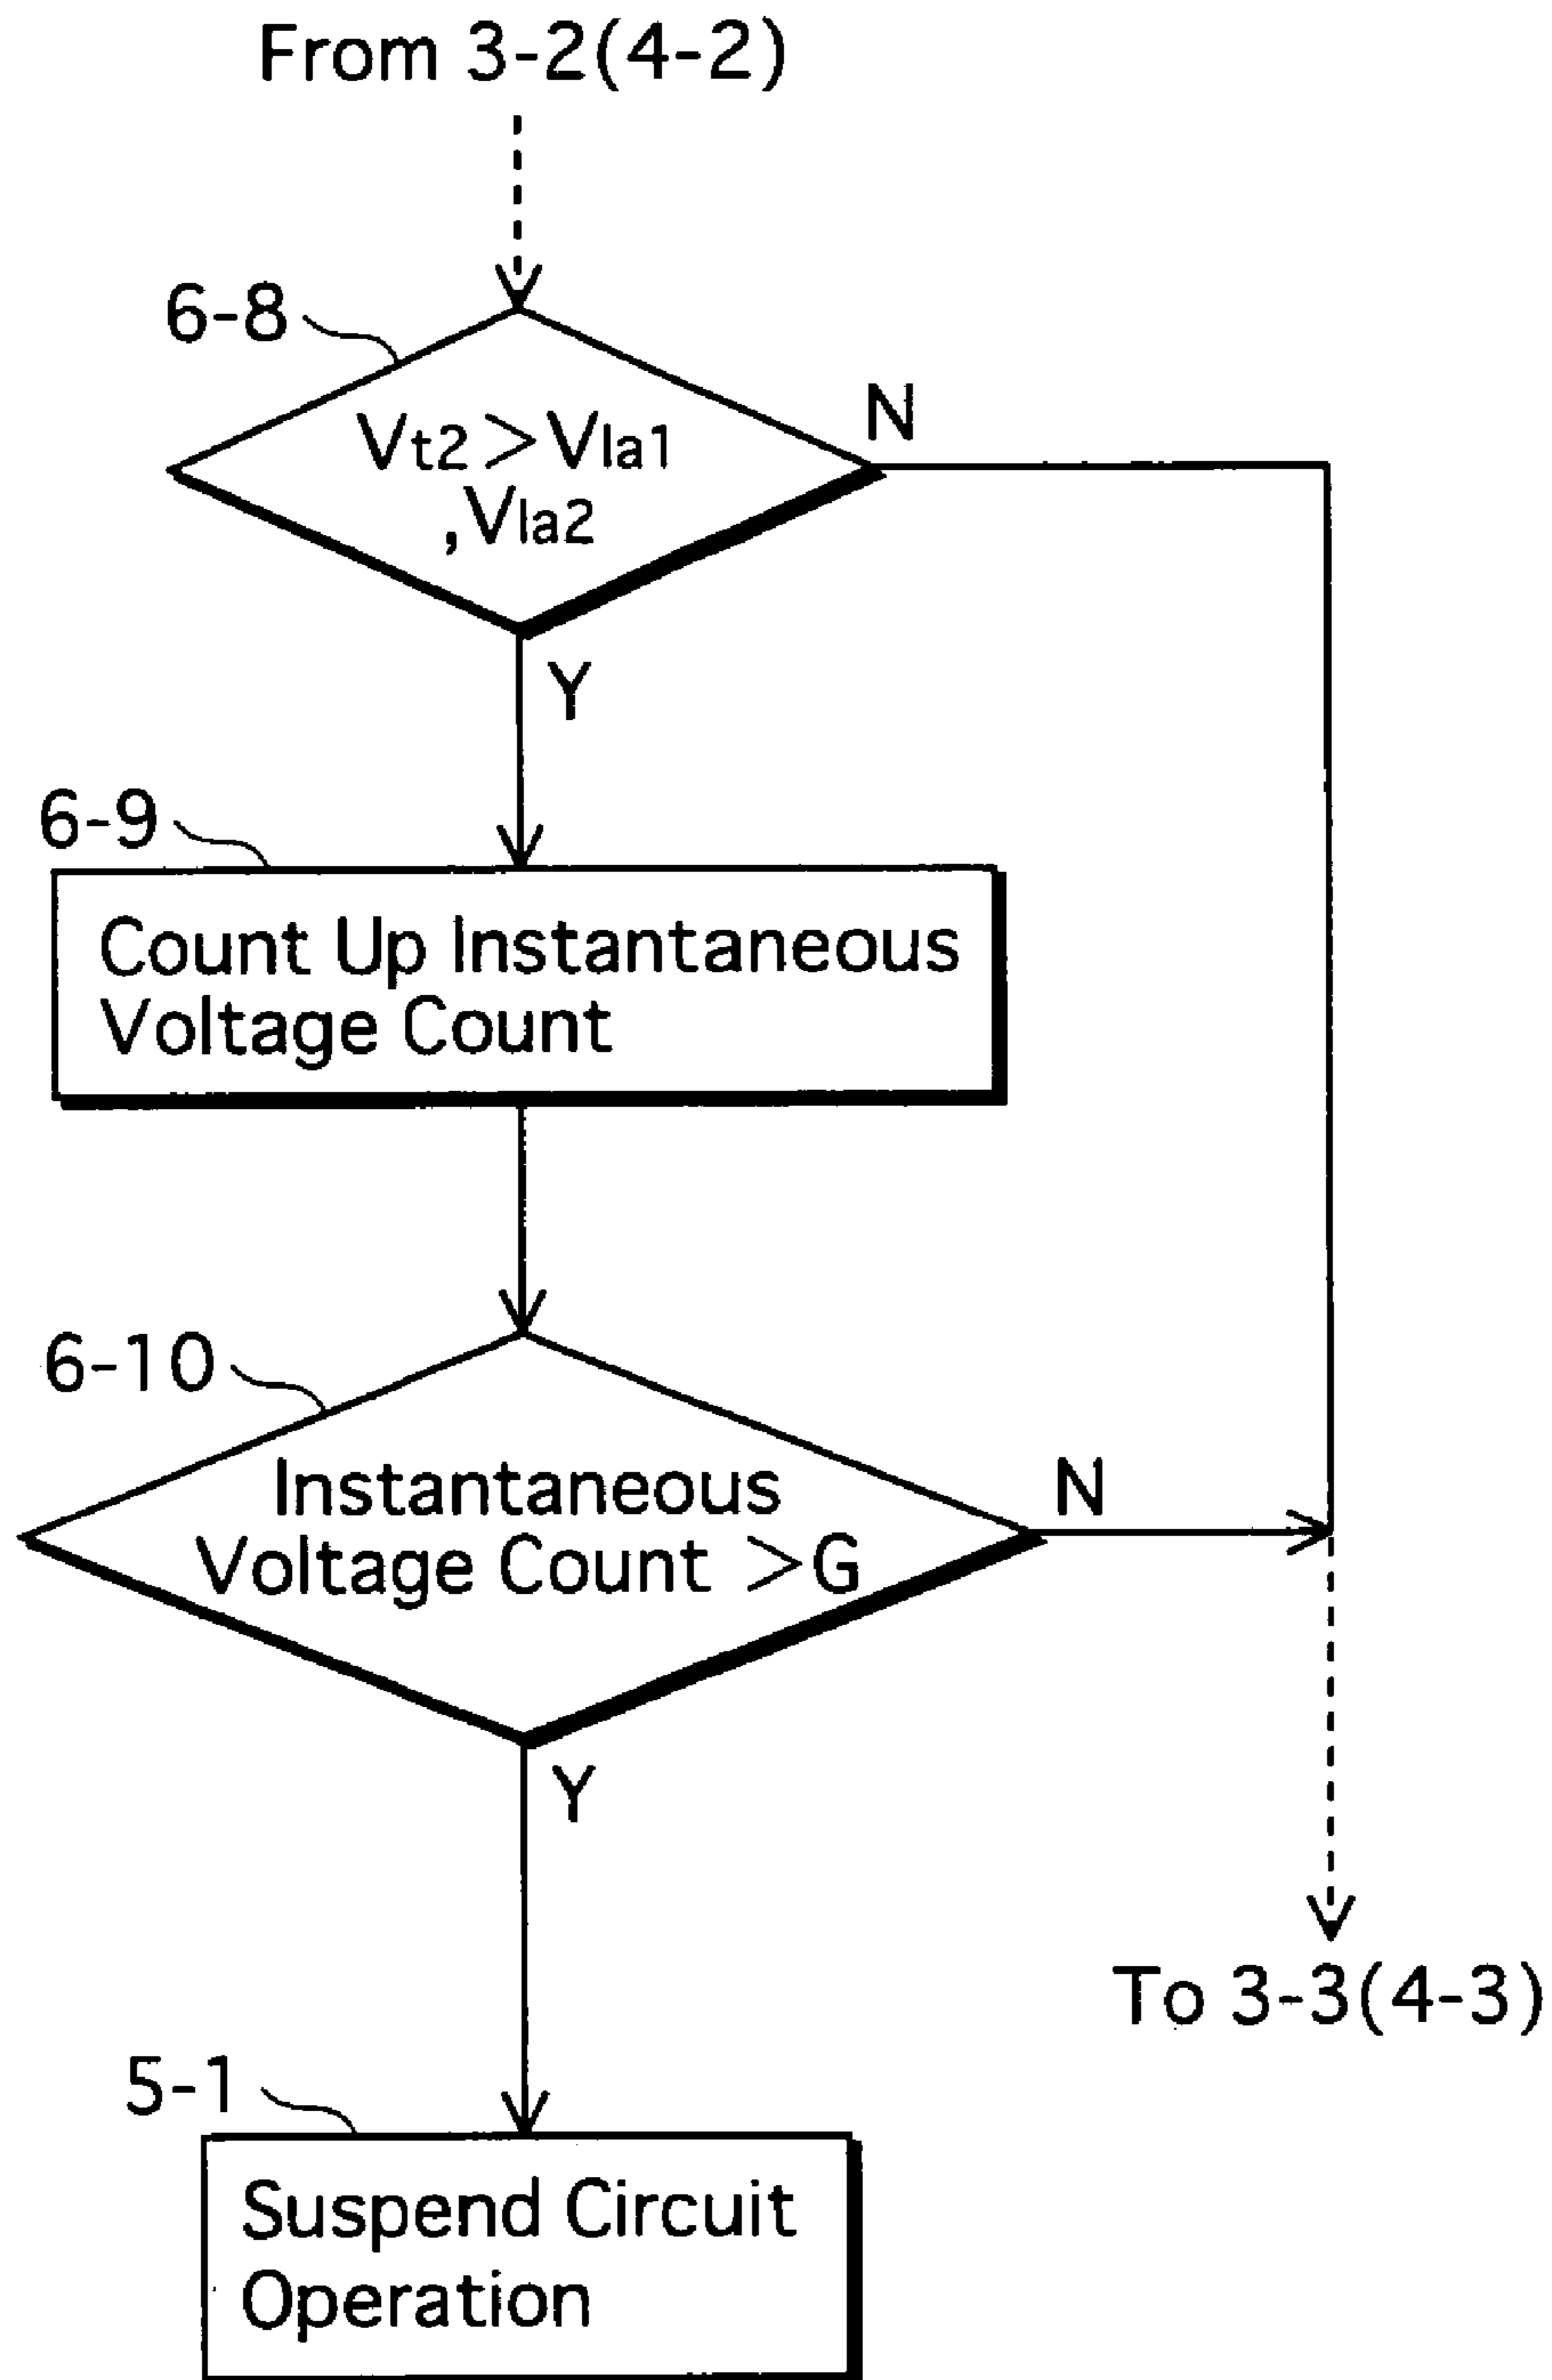 From 3-2(4-2)
6-8
Vt2>Vla1
,Vla2
N
Y
6-9
Count Up Instantaneous
Voltage Count
6-10
Instantaneous
Voltage Count >G
N
Y
To 3-3(4-3)
5-1
Suspend Circuit
Operation